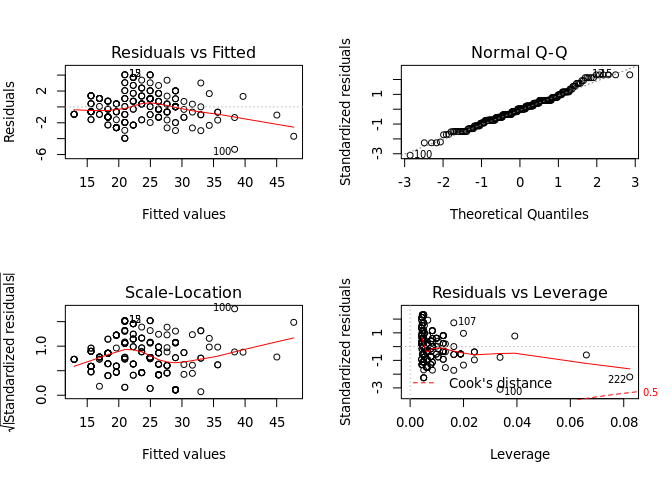 Residuals vs Fitted
Residuals
2
-2
-6
15 20 25 30 35 40 45
Fitted values
100
Normal Q-Q
Standardized residuals
1
-1
-3
-3 -2 -1 0 1 2 3
Theoretical Quantiles
100
Scale-Location
√|Standardized residuals|
1.0
0.0
15 20 25 30 35 40 45
Fitted values
100
Residuals vs Leverage
Standardized residuals
1
-1
-3
0.00 0.02 0.04 0.06 0.08
Leverage
107
222
100
Cook's distance
0.5